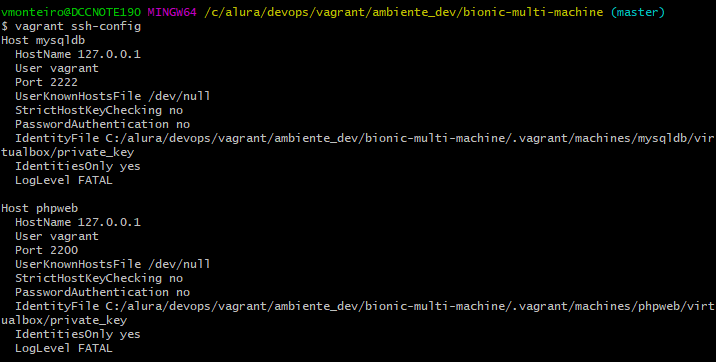 vmonteiro@DCCNOTE190 MINGW64 /c/alura/devops/vagrant/ambiente_dev/bionic-multi-machine (master)
$ vagrant ssh-config
Host mysqldb
  HostName 127.0.0.1
  User vagrant
  Port 2222
  UserKnownHostsFile /dev/null
  StrictHostKeyChecking no
  PasswordAuthentication no
  IdentityFile C:/alura/devops/vagrant/ambiente_dev/bionic-multi-machine/.vagrant/machines/mysqldb/vir
tualbox/private_key
  IdentitiesOnly yes
  LogLevel FATAL

Host phpweb
  HostName 127.0.0.1
  User vagrant
  Port 2200
  UserKnownHostsFile /dev/null
  StrictHostKeyChecking no
  PasswordAuthentication no
  IdentityFile C:/alura/devops/vagrant/ambiente_dev/bionic-multi-machine/.vagrant/machines/phpweb/virt
ualbox/private_key
  IdentitiesOnly yes
  LogLevel FATAL